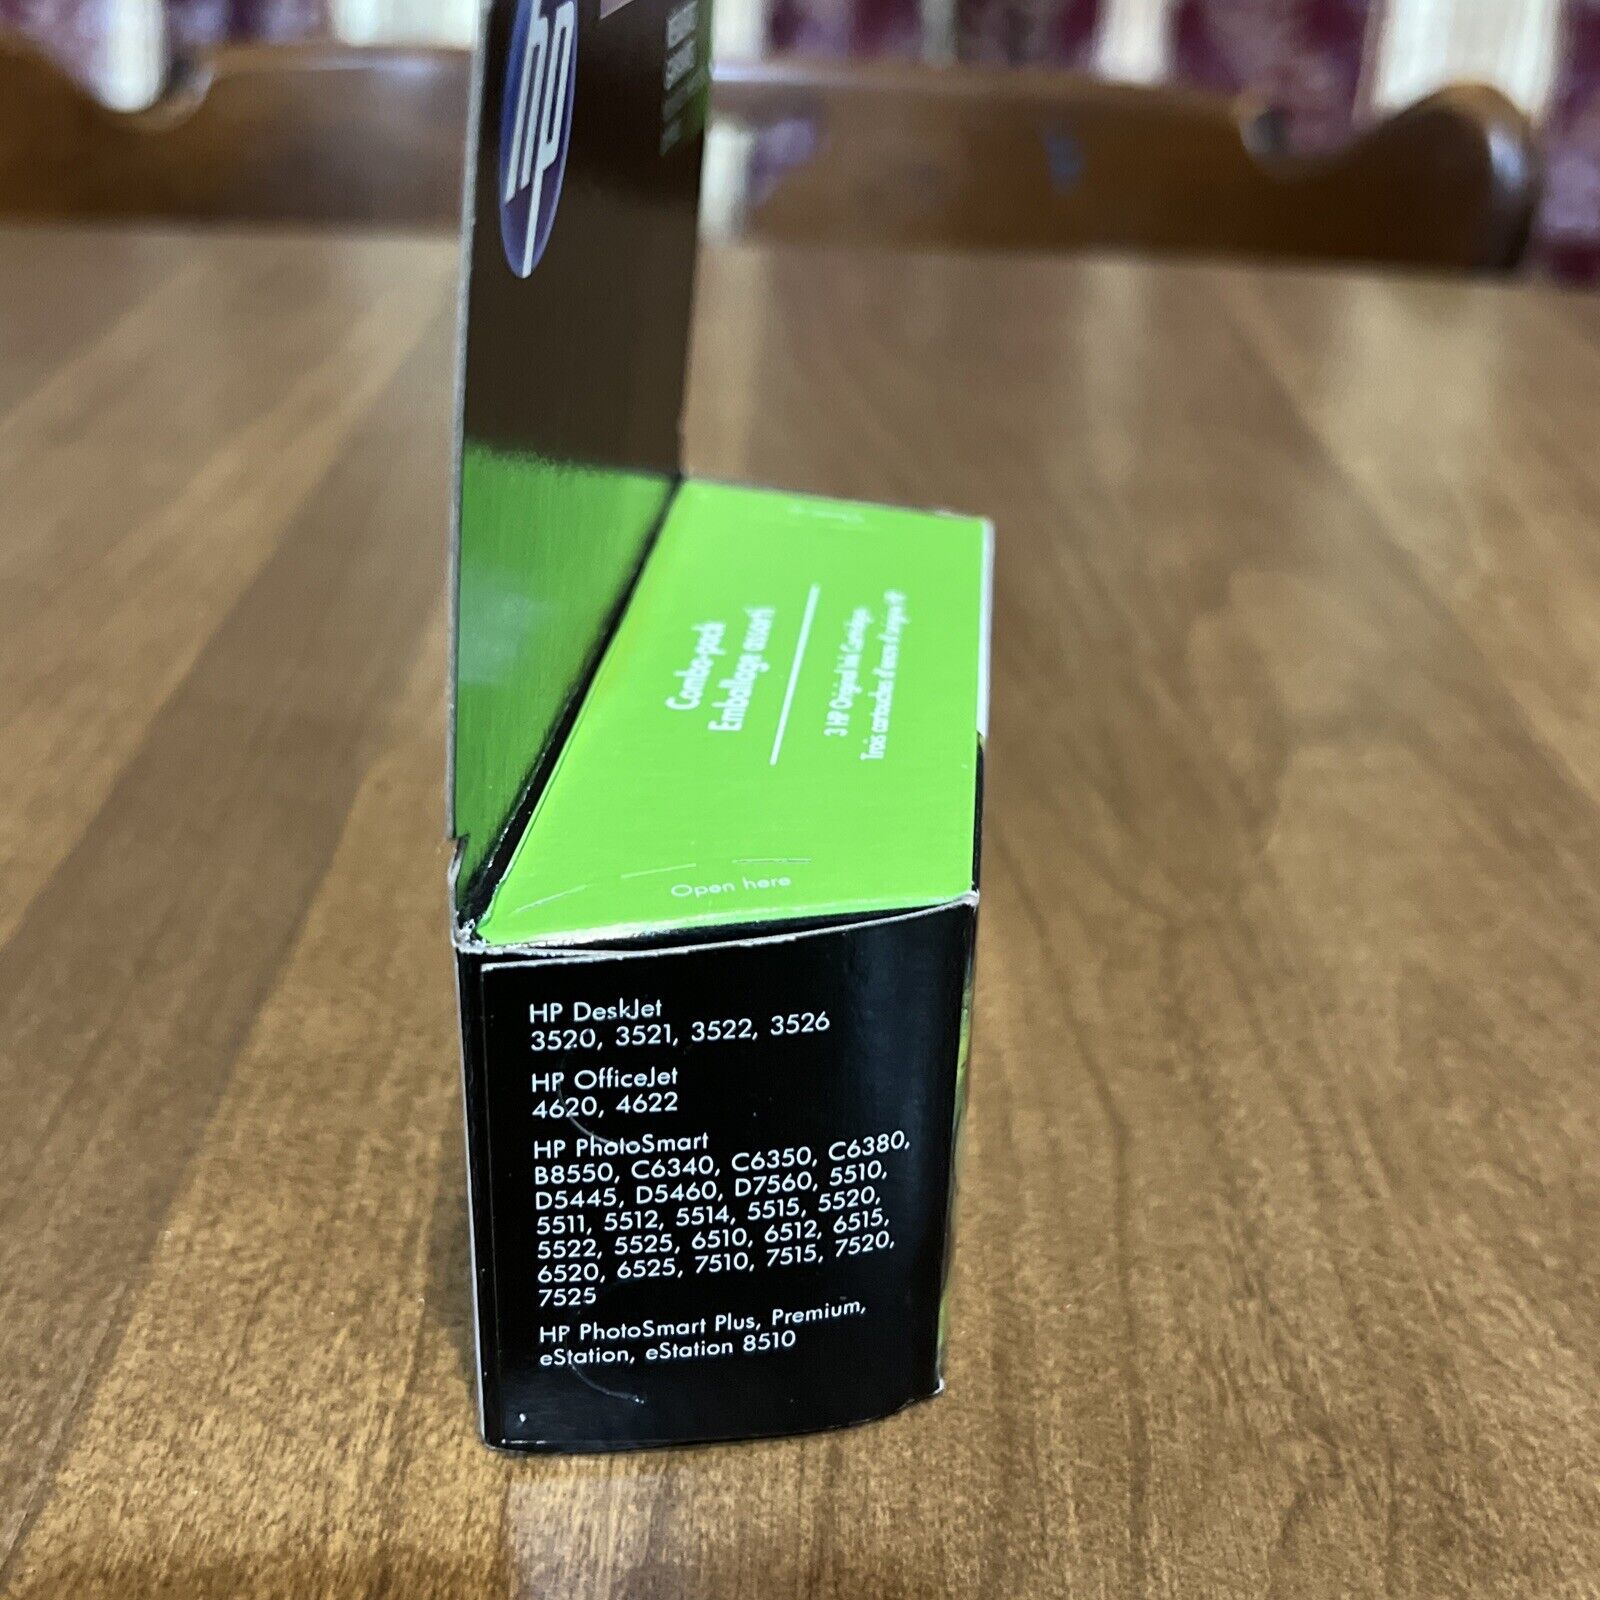 hp
Combo-pack
Emballage assorti
3 HP Original Ink Cartridges
Trois cartouches d'encre d'origine HP
Open here
HP DeskJet
3520, 3521, 3522, 3526
HP OfficeJet
4620, 4622
HP PhotoSmart
B8550, C6340, C6350, C6380,
D5445, D5460, D7560, 5510,
5511, 5512, 5514, 5515, 5520,
5522, 5525, 6510, 6512, 6515,
6520, 6525, 7510, 7515, 7520,
7525
HP PhotoSmart Plus, Premium,
eStation, eStation 8510